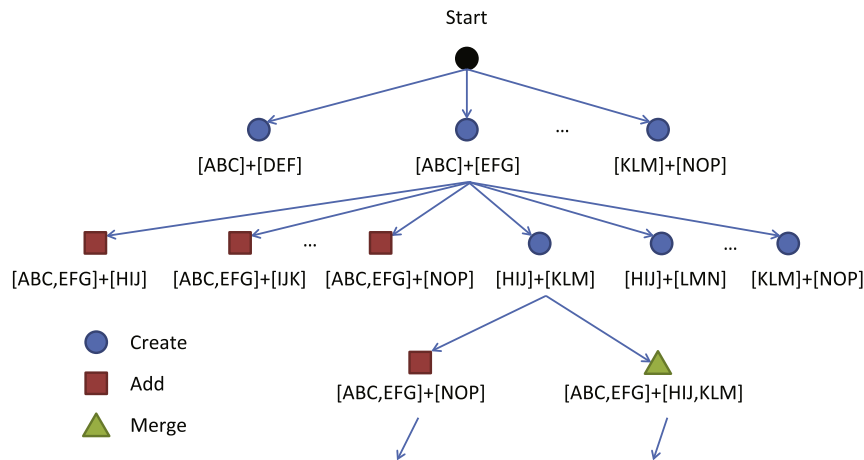 Start
...
[ABC]+[DEF] [ABC]+[EFG] [KLM]+[NOP]
... ...
[ABC,EFG]+[HIJ] [ABC,EFG]+[IJK] [ABC,EFG]+[NOP] [HIJ]+[KLM] [HIJ]+[LMN] [KLM]+[NOP]
Create
Add
[ABC,EFG]+[NOP] [ABC,EFG]+[HIJ,KLM]
Merge